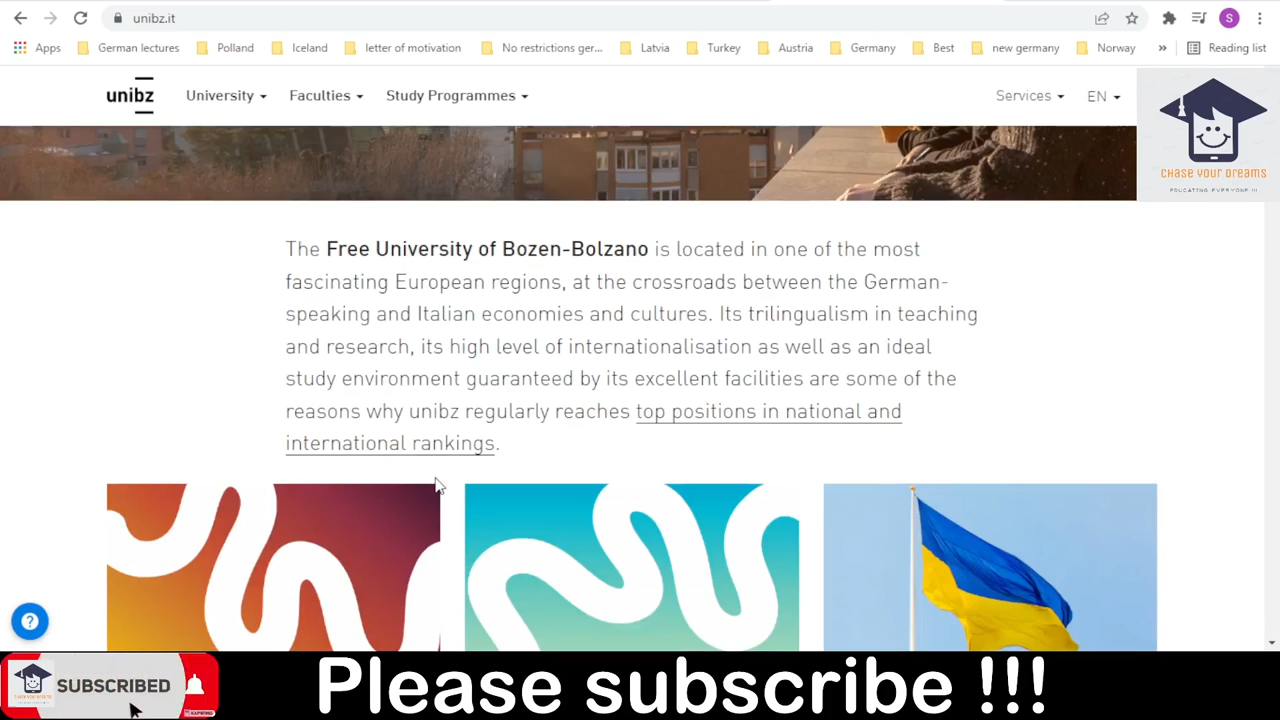 unibz.it
S
Apps
German lectures
Polland
Iceland
letter of motivation
No restrictions ger...
Latvia
Turkey
Austria
Germany
Best
new germany
Norway
»
Reading list
unibz
University
Faculties
Study Programmes
Services
EN
CHASE YOUR DREAMS
EDUCATING EVERYONE !!!
The Free University of Bozen-Bolzano is located in one of the most
fascinating European regions, at the crossroads between the German-
speaking and Italian economies and cultures. Its trilingualism in teaching
and research, its high level of internationalisation as well as an ideal
study environment guaranteed by its excellent facilities are some of the
reasons why unibz regularly reaches top positions in national and
international rankings.
?
SUBSCRIBED
Please subscribe !!!